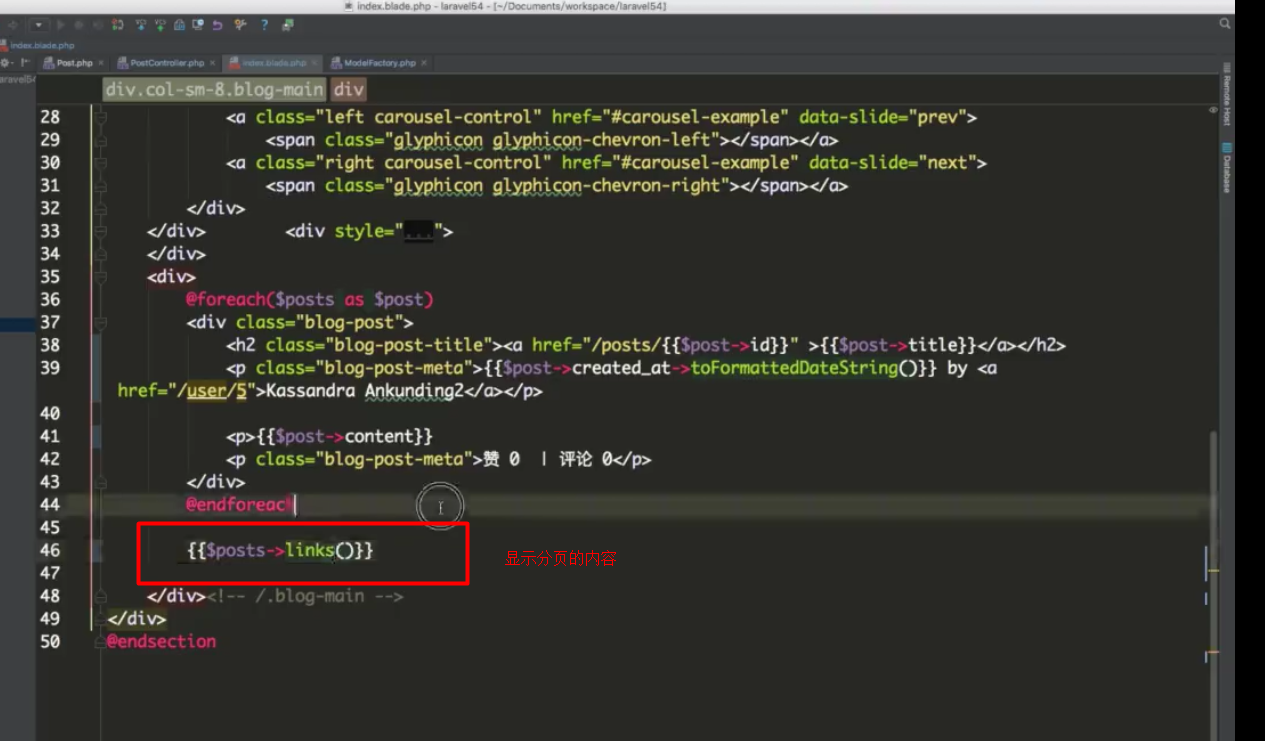 index.blade.php - laravel54 - [~/Documents/workspace/laravel54]
index.blade.php
Post.php × PostController.php × index.blade.php × ModelFactory.php ×
laravel54
Remote Host
Database
div.col-sm-8.blog-main div
28 <a class="left carousel-control" href="#carousel-example" data-slide="prev">
29 <span class="glyphicon glyphicon-chevron-left"></span></a>
30 <a class="right carousel-control" href="#carousel-example" data-slide="next">
31 <span class="glyphicon glyphicon-chevron-right"></span></a>
32 </div>
33 </div> <div style="...">
34 </div>
35 <div>
36 @foreach($posts as $post)
37 <div class="blog-post">
38 <h2 class="blog-post-title"><a href="/posts/{{$post->id}}" >{{$post->title}}</a></h2>
39 <p class="blog-post-meta">{{$post->created_at->toFormattedDateString()}} by <a
href="/user/5">Kassandra Ankunding2</a></p>
40
41 <p>{{$post->content}}
42 <p class="blog-post-meta">赞 0 | 评论 0</p>
43 </div>
44 @endforeach
45
46 {{$posts->links()}}
显示分页的内容
47
48 </div><!-- /.blog-main -->
49 </div>
50 @endsection